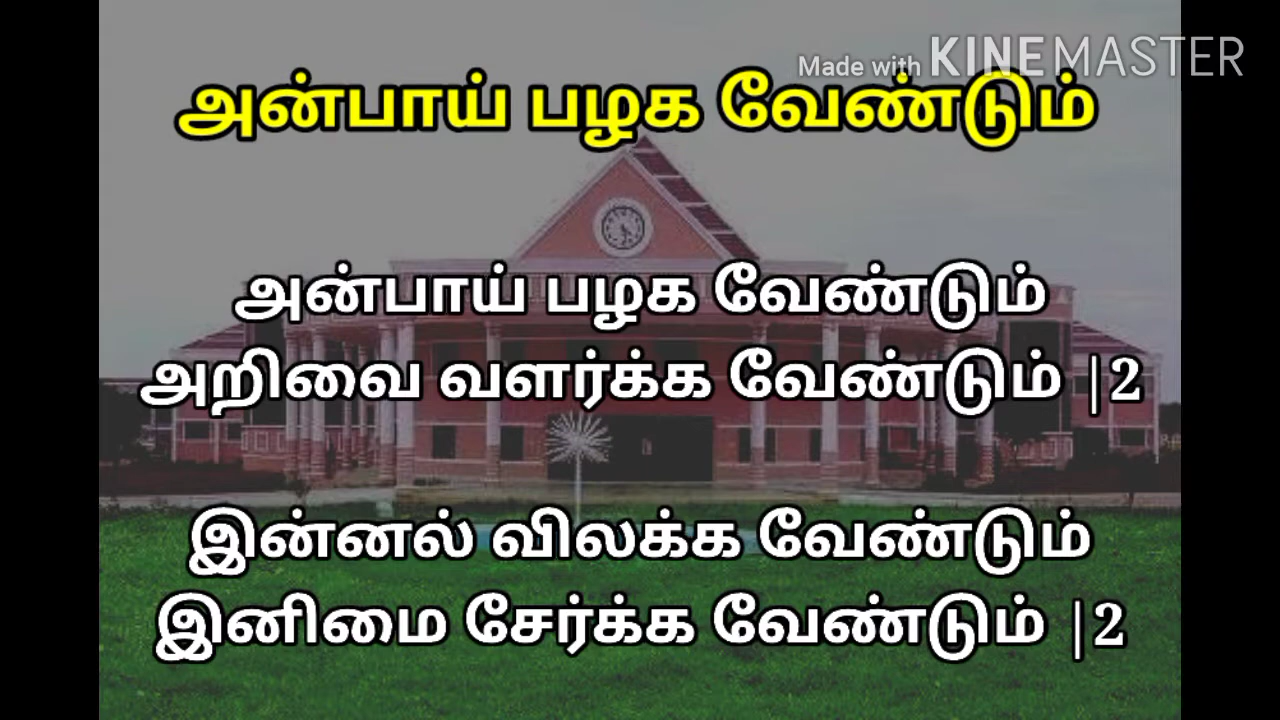 Made with KINEMASTER
அன்பாய் பழக வேண்டும்
அன்பாய் பழக வேண்டும்
அறிவை வளர்க்க வேண்டும் |2
இன்னல் விலக்க வேண்டும்
இனிமை சேர்க்க வேண்டும் |2